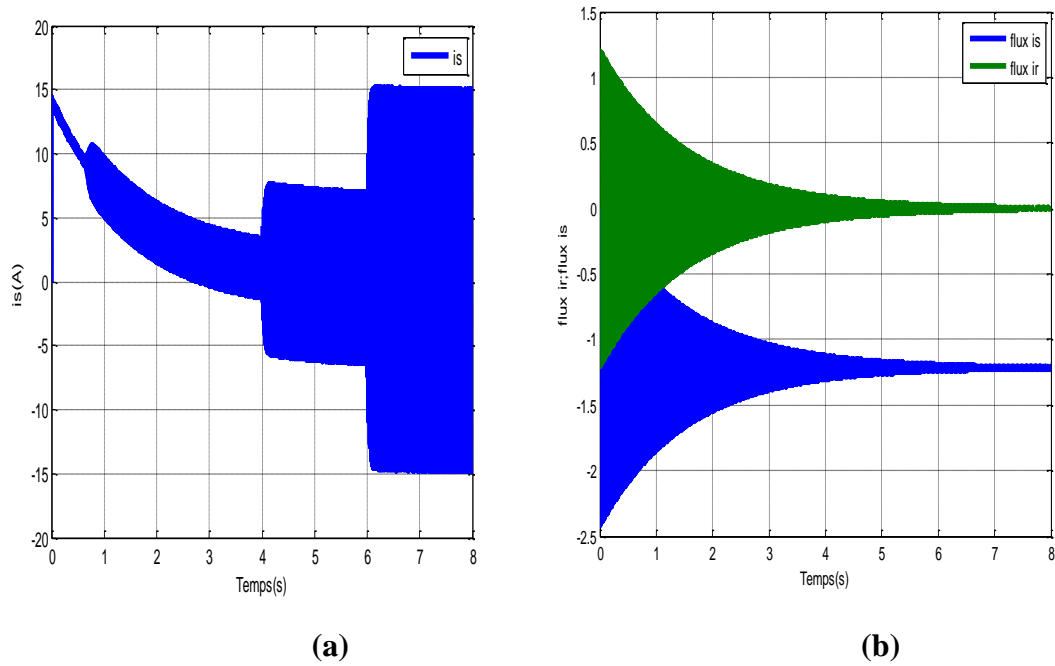 20
15
10
5
0
-5
-10
-15
-20
is(A)
is
0 1 2 3 4 5 6 7 8
Temps(s)
(a)
1.5
1
0.5
0
-0.5
-1
-1.5
-2
-2.5
flux ir;flux is
flux is
flux ir
0 1 2 3 4 5 6 7 8
Temps(s)
(b)